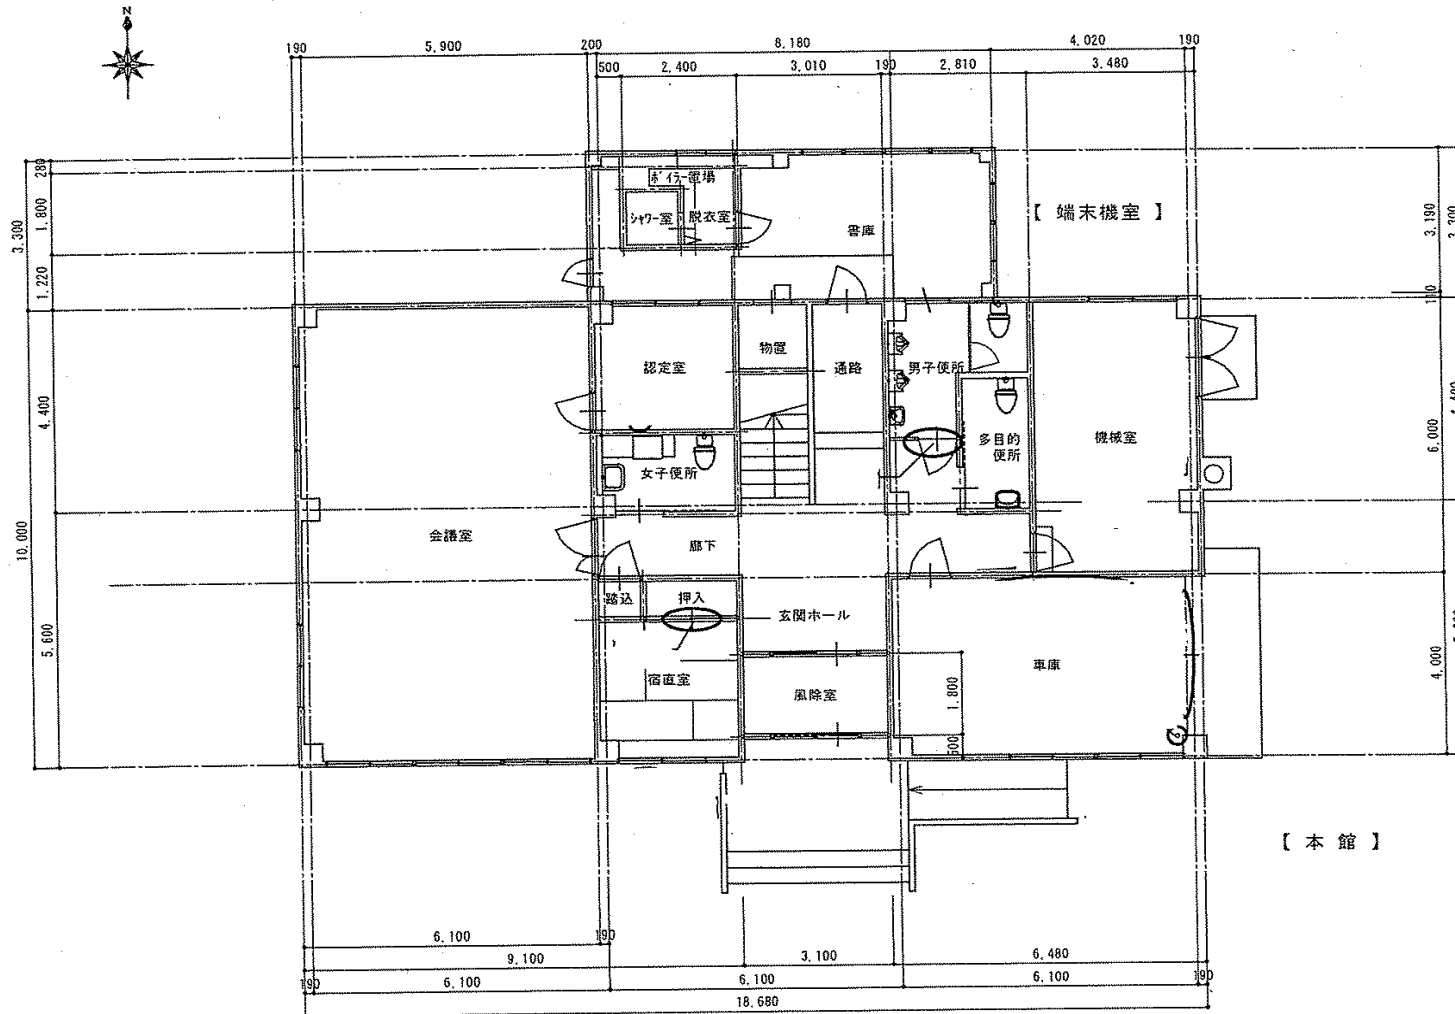 N
190 5,900 200 8,180 4,020 190
500 2,400 3,010 190 2,810 3,480
280
1,800
3,300
1,220
4,400
10,000
5,600
3,190
6,000
4,000
ボイラー置場
シャワー室
脱衣室
書庫
【 端末機室 】
認定室
物置
通路
男子便所
女子便所
多目的
便所
機械室
会議室
廊下
踏込
押入
玄関ホール
宿直室
風除室
車庫
1,800
【 本 館 】
6,100 190
9,100 3,100 6,480
190 6,100 6,100 6,100 190
18,680